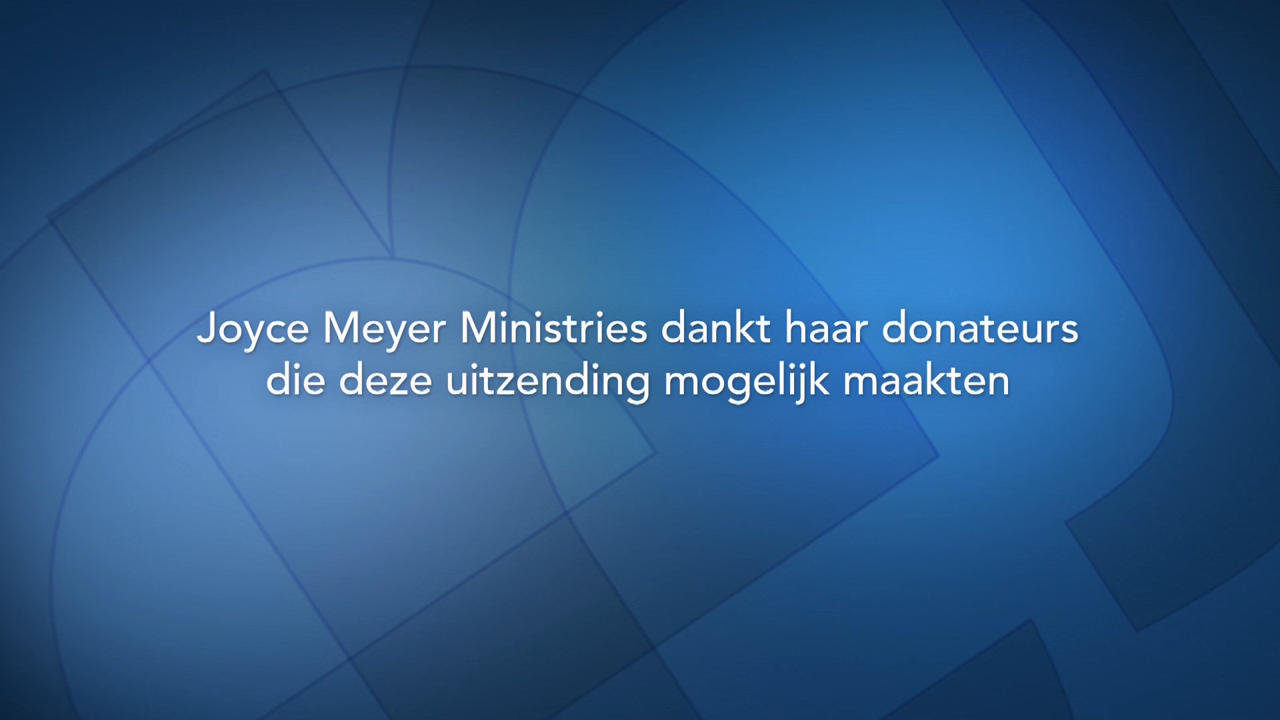 Joyce Meyer Ministries dankt haar donateurs
die deze uitzending mogelijk maakten